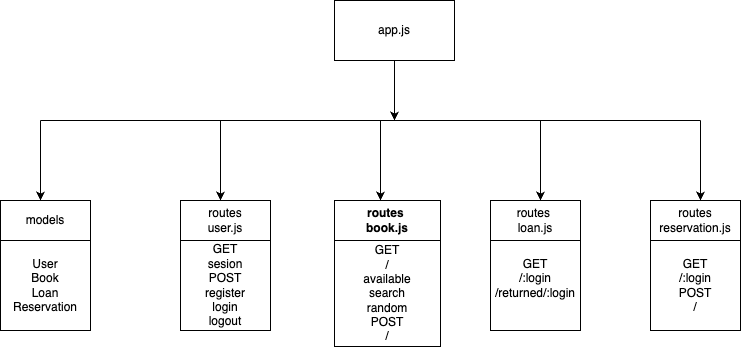 app.js
models
User
Book
Loan
Reservation
routes
user.js
GET
sesion
POST
register
login
logout
routes
book.js
GET
/
available
search
random
POST
/
routes
loan.js
GET
/:login
/returned/:login
routes
reservation.js
GET
/:login
POST
/